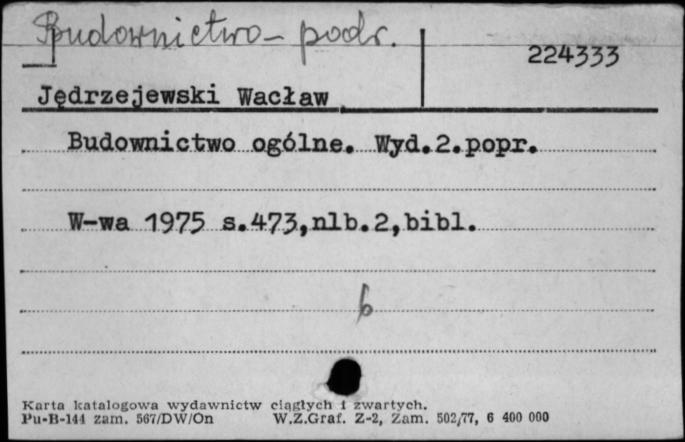 Budownictwo - podr.
224333
Jędrzejewski Wacław
Budownictwo ogólne. Wyd.2.popr.
W-wa 1975 s.473,nlb.2,bibl.
b
Karta katalogowa wydawnictw ciągłych i zwartych.
Pu-B-144 zam. 567/DW/On W.Z.Graf. Z-2, Zam. 502/77, 6 400 000